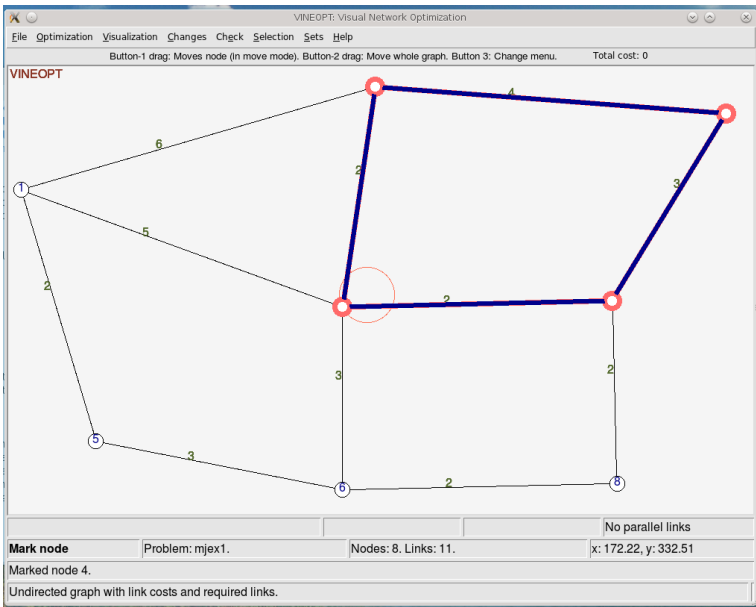 VINEOPT: Visual Network Optimization
File Optimization Visualization Changes Check Selection Sets Help
Button-1 drag: Moves node (in move mode). Button-2 drag: Move whole graph. Button 3: Change menu. Total cost: 0
VINEOPT
4
6
2
3
1
5
2
2
3
2
5
3
6
2
8
No parallel links
Mark node Problem: mjex1. Nodes: 8. Links: 11. x: 172.22, y: 332.51
Marked node 4.
Undirected graph with link costs and required links.